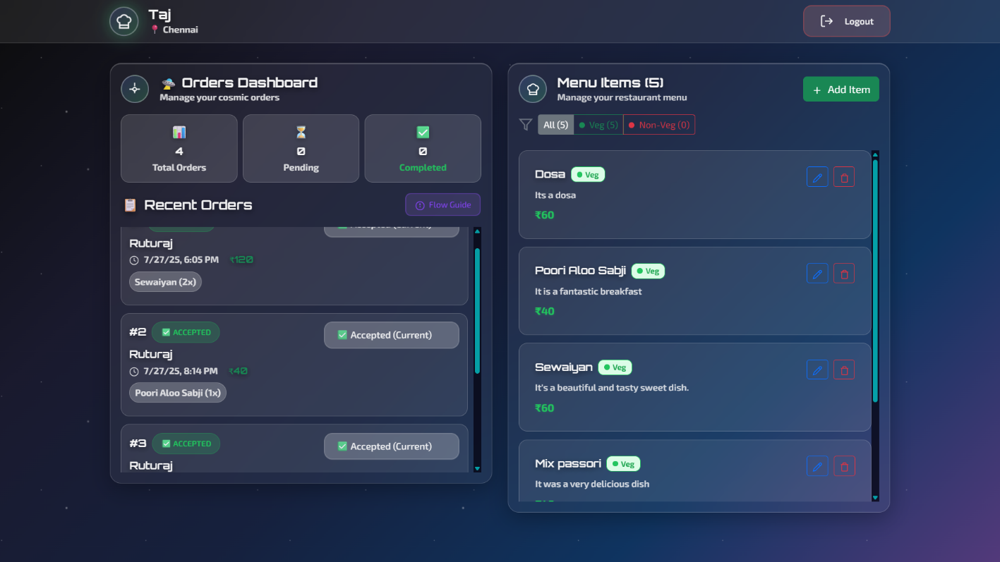 Taj
Chennai
Logout
Orders Dashboard
Manage your cosmic orders
4
Total Orders
0
Pending
0
Completed
Recent Orders
Flow Guide
Accepted (Current)
Ruturaj
7/27/25, 6:05 PM ₹120
Sewaiyan (2x)
#2 ACCEPTED
Accepted (Current)
Ruturaj
7/27/25, 8:14 PM ₹40
Poori Aloo Sabji (1x)
#3 ACCEPTED
Accepted (Current)
Ruturaj
Menu Items (5)
Manage your restaurant menu
+ Add Item
All (5) Veg (5) Non-Veg (0)
Dosa Veg
Its a dosa
₹60
Poori Aloo Sabji Veg
It is a fantastic breakfast
₹40
Sewaiyan Veg
It's a beautiful and tasty sweet dish.
₹60
Mix passori Veg
It was a very delicious dish